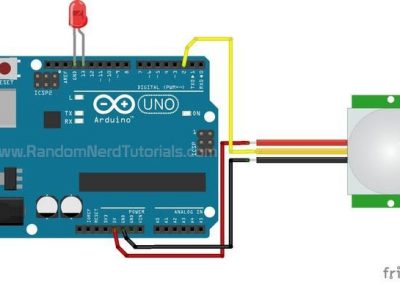 RESET
ICSP2
AREF
GND
13
12
~11
~10
~9
8
7
~6
~5
4
~3
2
TX▸1
RX◂0
DIGITAL (PWM~)
L
TX
RX
Arduino
UNO
ON
ICSP
www.RandomNerdTutorials.com
IOREF
RESET
3V3
5V
GND
GND
VIN
POWER
ANALOG IN
A0
A1
A2
A3
A4
A5
fri